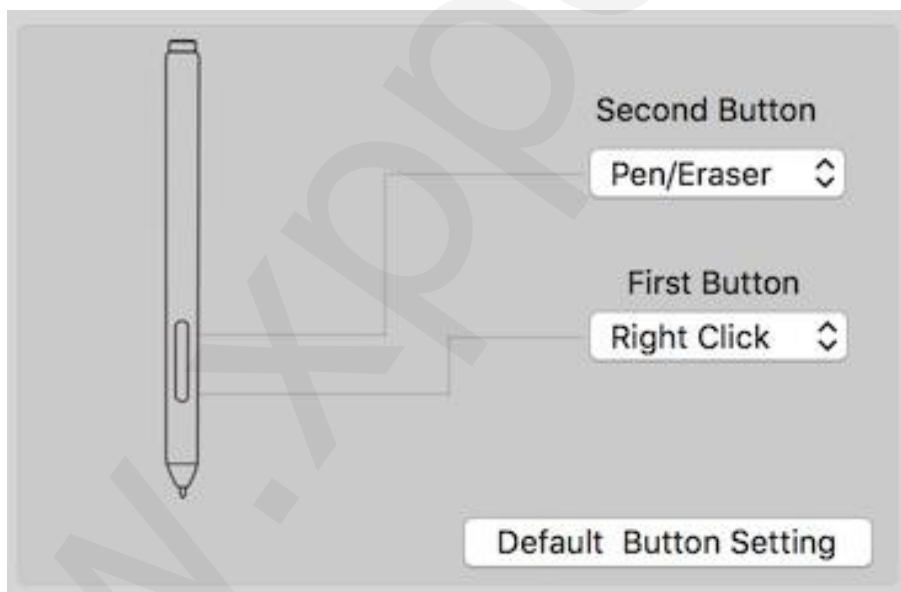 Second Button
Pen/Eraser
First Button
Right Click
Default Button Setting